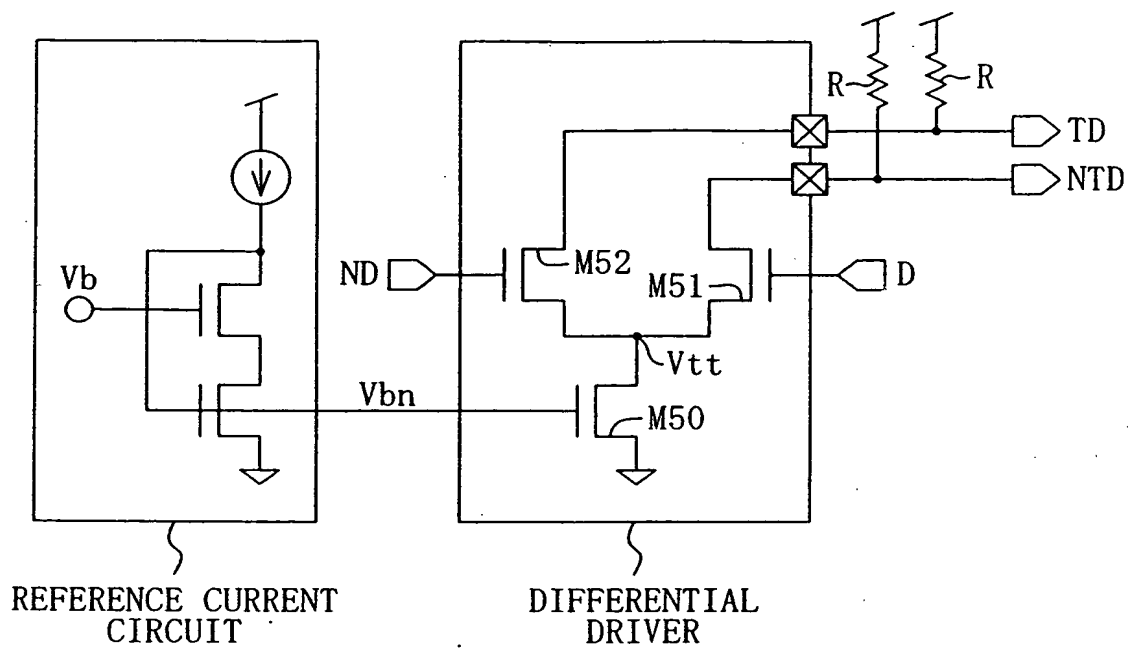 R
R
TD
NTD
Vb
ND
M52
M51
D
Vtt
Vbn
M50
REFERENCE CURRENT
CIRCUIT
DIFFERENTIAL
DRIVER